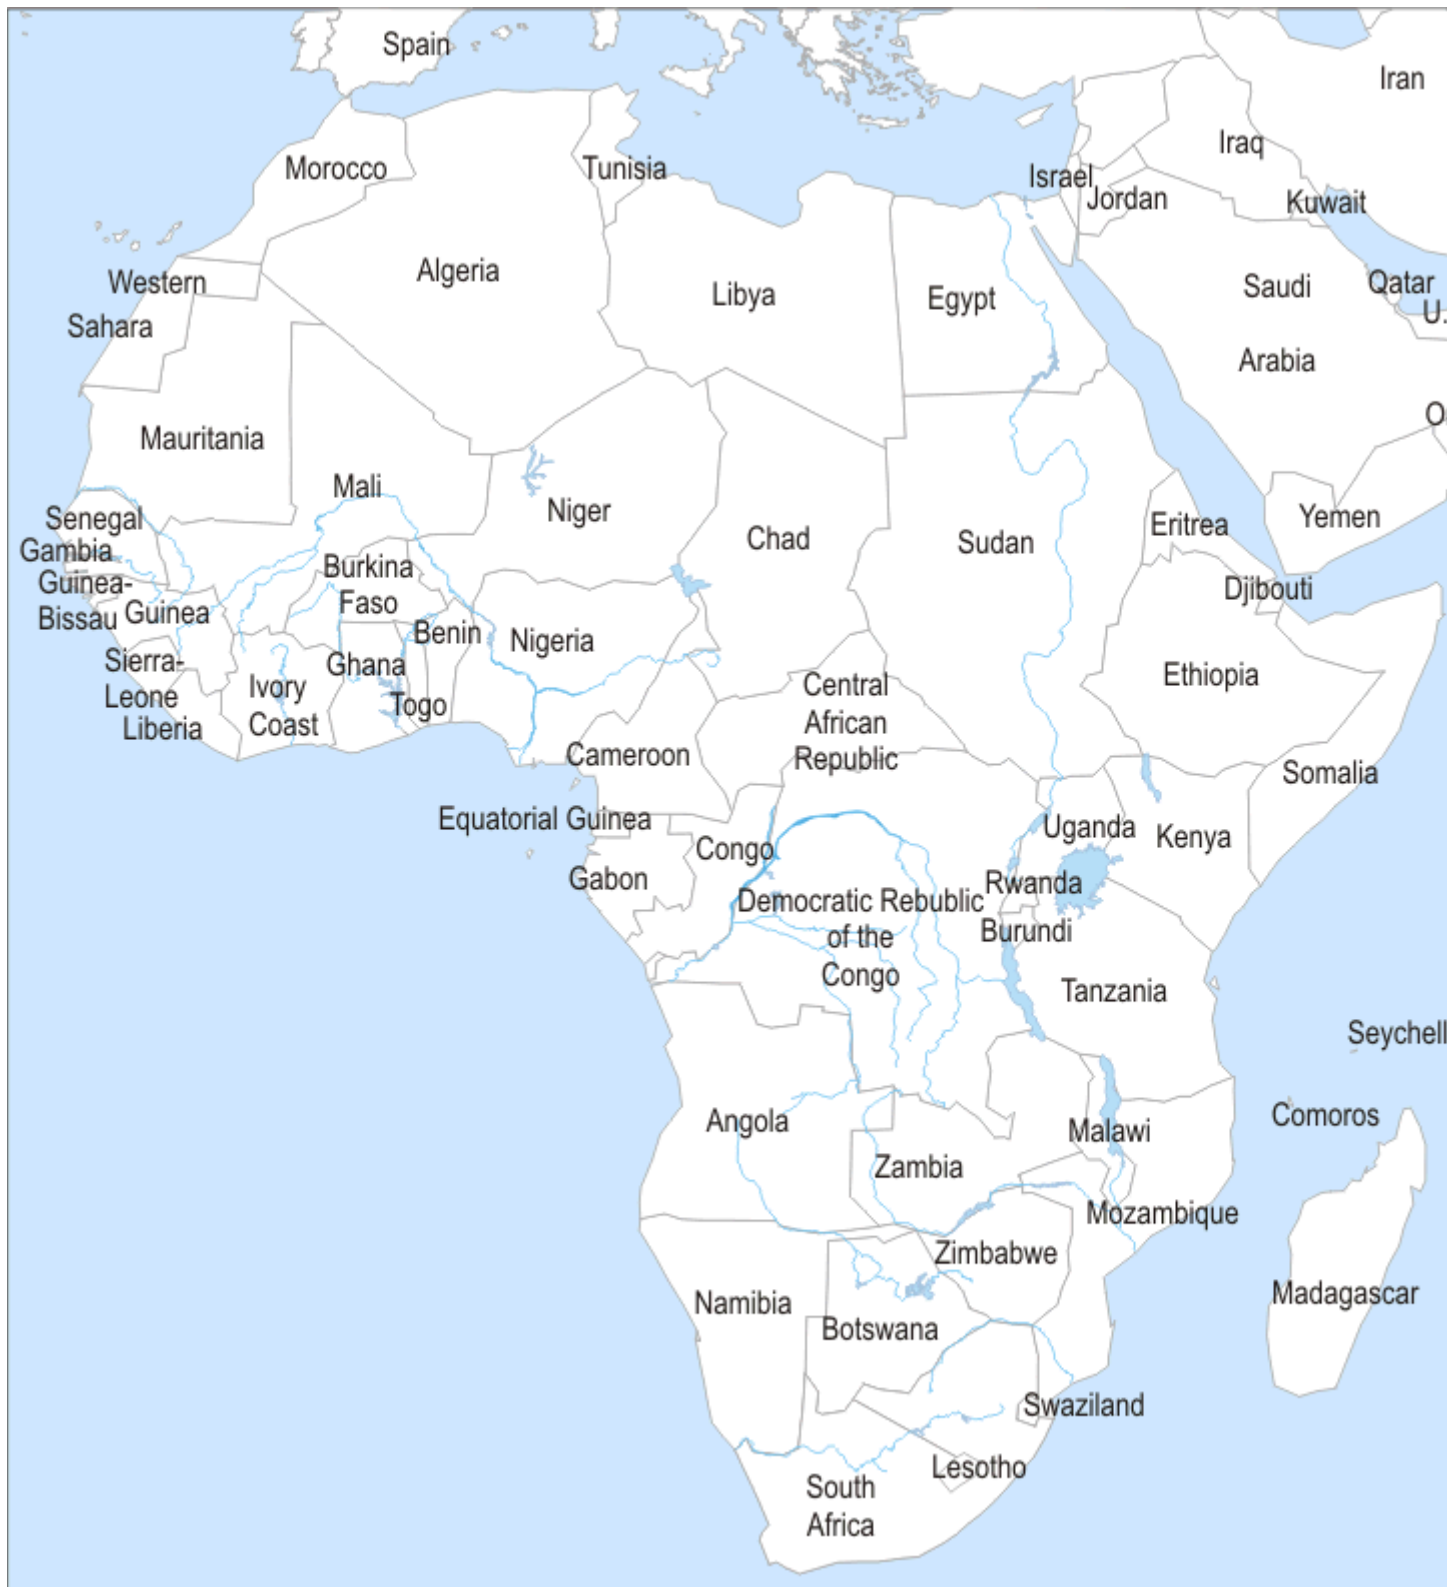 Spain
Iran
Iraq
Morocco
Tunisia
Israel
Jordan
Kuwait
Western
Sahara
Algeria
Libya
Egypt
Saudi
Arabia
Qatar
U.
O
Mauritania
Mali
Niger
Chad
Sudan
Eritrea
Yemen
Senegal
Gambia
Guinea-
Bissau
Guinea
Burkina
Faso
Benin
Nigeria
Djibouti
Sierra-
Leone
Liberia
Ivory
Coast
Ghana
Togo
Central
African
Republic
Ethiopia
Cameroon
Somalia
Equatorial Guinea
Congo
Gabon
Uganda
Kenya
Rwanda
Democratic Rebublic
of the
Congo
Burundi
Tanzania
Seychell
Comoros
Angola
Malawi
Zambia
Mozambique
Zimbabwe
Madagascar
Namibia
Botswana
Swaziland
Lesotho
South
Africa